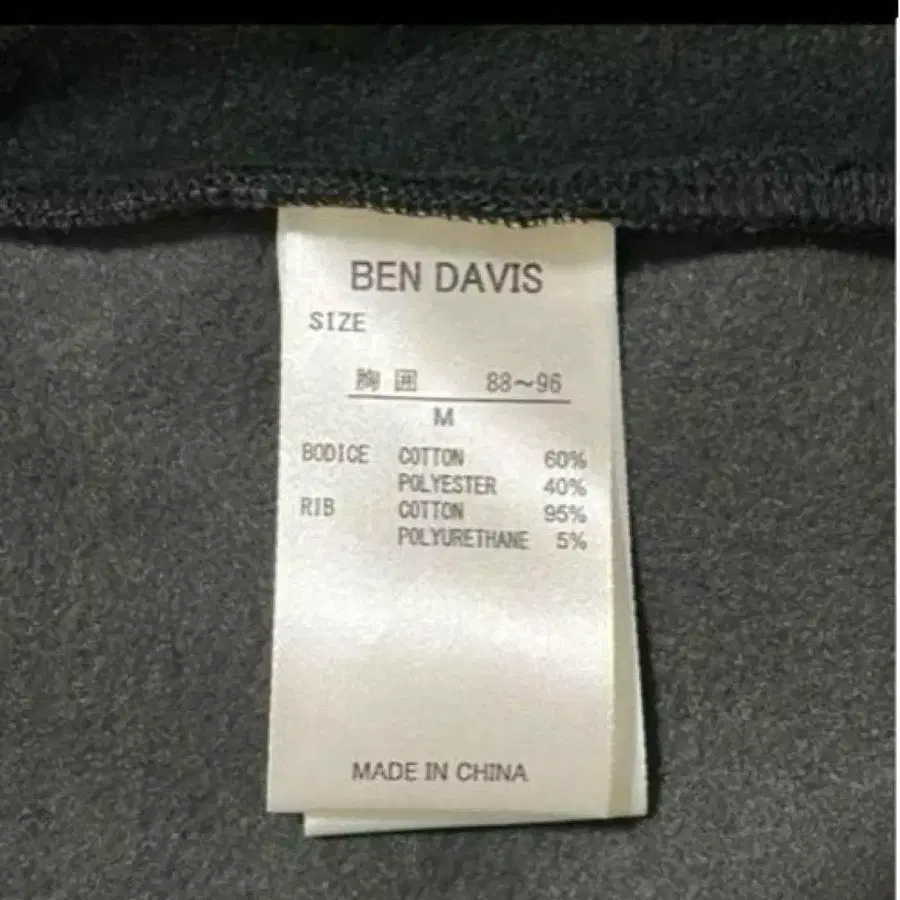 BEN DAVIS
SIZE
胸囲 88～96
M
BODICE COTTON 60%
POLYESTER 40%
RIB COTTON 95%
POLYURETHANE 5%
MADE IN CHINA